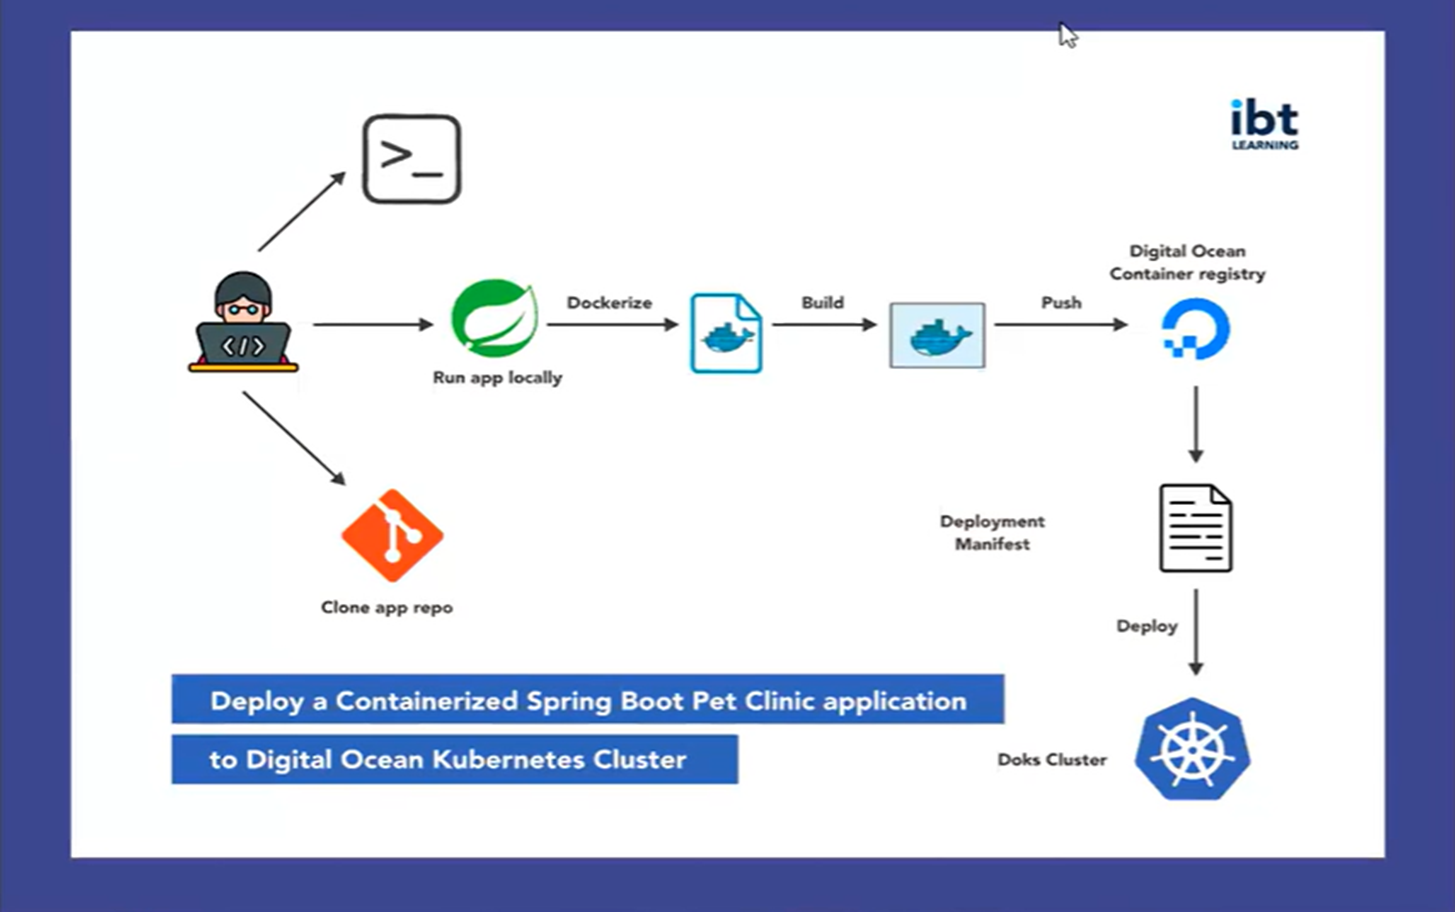 >_
ibt
LEARNING
Digital Ocean
Container registry
</>
Dockerize
Build
Push
Run app locally
Deployment
Manifest
Clone app repo
Deploy
Deploy a Containerized Spring Boot Pet Clinic application
to Digital Ocean Kubernetes Cluster
Doks Cluster